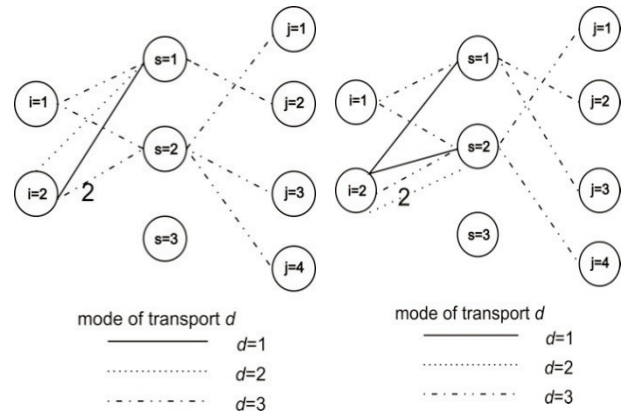 j=1
s=1
i=1
j=2
s=2
i=2
2
j=3
s=3
j=4
mode of transport d
d=1
d=2
d=3
j=1
s=1
i=1
j=2
s=2
i=2
2
j=3
s=3
j=4
mode of transport d
d=1
d=2
d=3